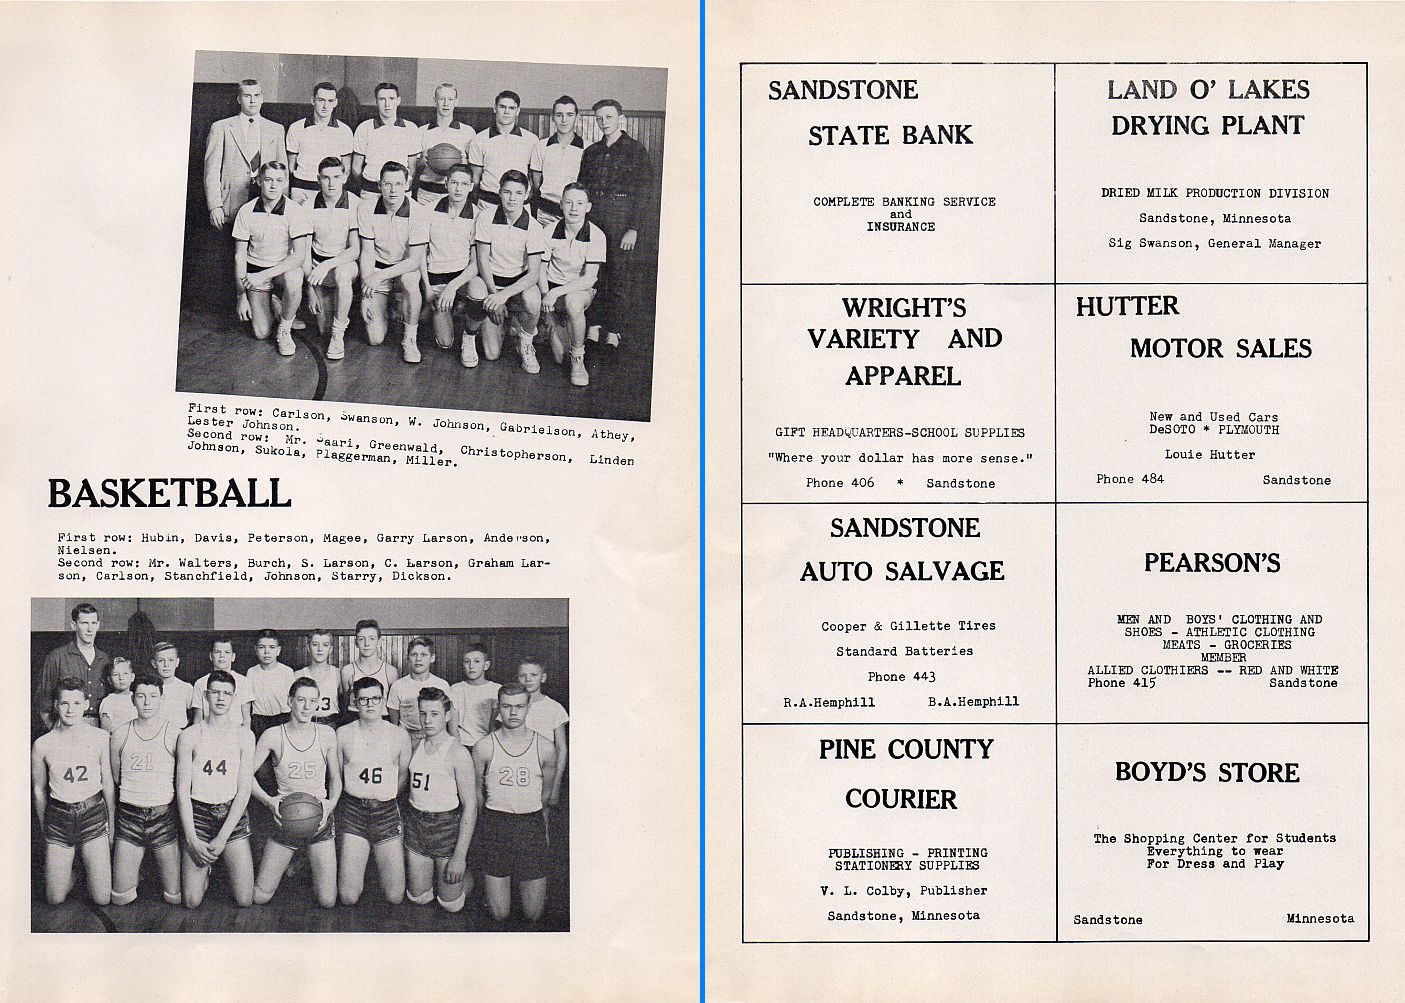 First row: Carlson, Swanson, W. Johnson, Gabrielson, Athey,
Lester Johnson.
Second row: Mr. Saari, Greenwald, Christopherson, Linden
Johnson, Sukola, Plaggerman, Miller.
BASKETBALL
First row: Hubin, Davis, Peterson, Magee, Garry Larson, Anderson,
Nielsen.
Second row: Mr. Walters, Burch, S. Larson, C. Larson, Graham Lar-
son, Carlson, Stanchfield, Johnson, Starry, Dickson.
33
42
21
44
25
46
51
28
SANDSTONE
STATE BANK
COMPLETE BANKING SERVICE
and
INSURANCE
LAND O' LAKES
DRYING PLANT
DRIED MILK PRODUCTION DIVISION
Sandstone, Minnesota
Sig Swanson, General Manager
WRIGHT'S
VARIETY AND
APPAREL
GIFT HEADQUARTERS-SCHOOL SUPPLIES
"Where your dollar has more sense."
Phone 406 * Sandstone
HUTTER
MOTOR SALES
New and Used Cars
DeSOTO * PLYMOUTH
Louie Hutter
Phone 484 Sandstone
SANDSTONE
AUTO SALVAGE
Cooper & Gillette Tires
Standard Batteries
Phone 443
R.A.Hemphill B.A.Hemphill
PEARSON'S
MEN AND BOYS' CLOTHING AND
SHOES - ATHLETIC CLOTHING
MEATS - GROCERIES
MEMBER
ALLIED CLOTHIERS -- RED AND WHITE
Phone 415 Sandstone
PINE COUNTY
COURIER
PUBLISHING - PRINTING
STATIONERY SUPPLIES
V. L. Colby, Publisher
Sandstone, Minnesota
BOYD'S STORE
The Shopping Center for Students
Everything to wear
For Dress and Play
Sandstone Minnesota